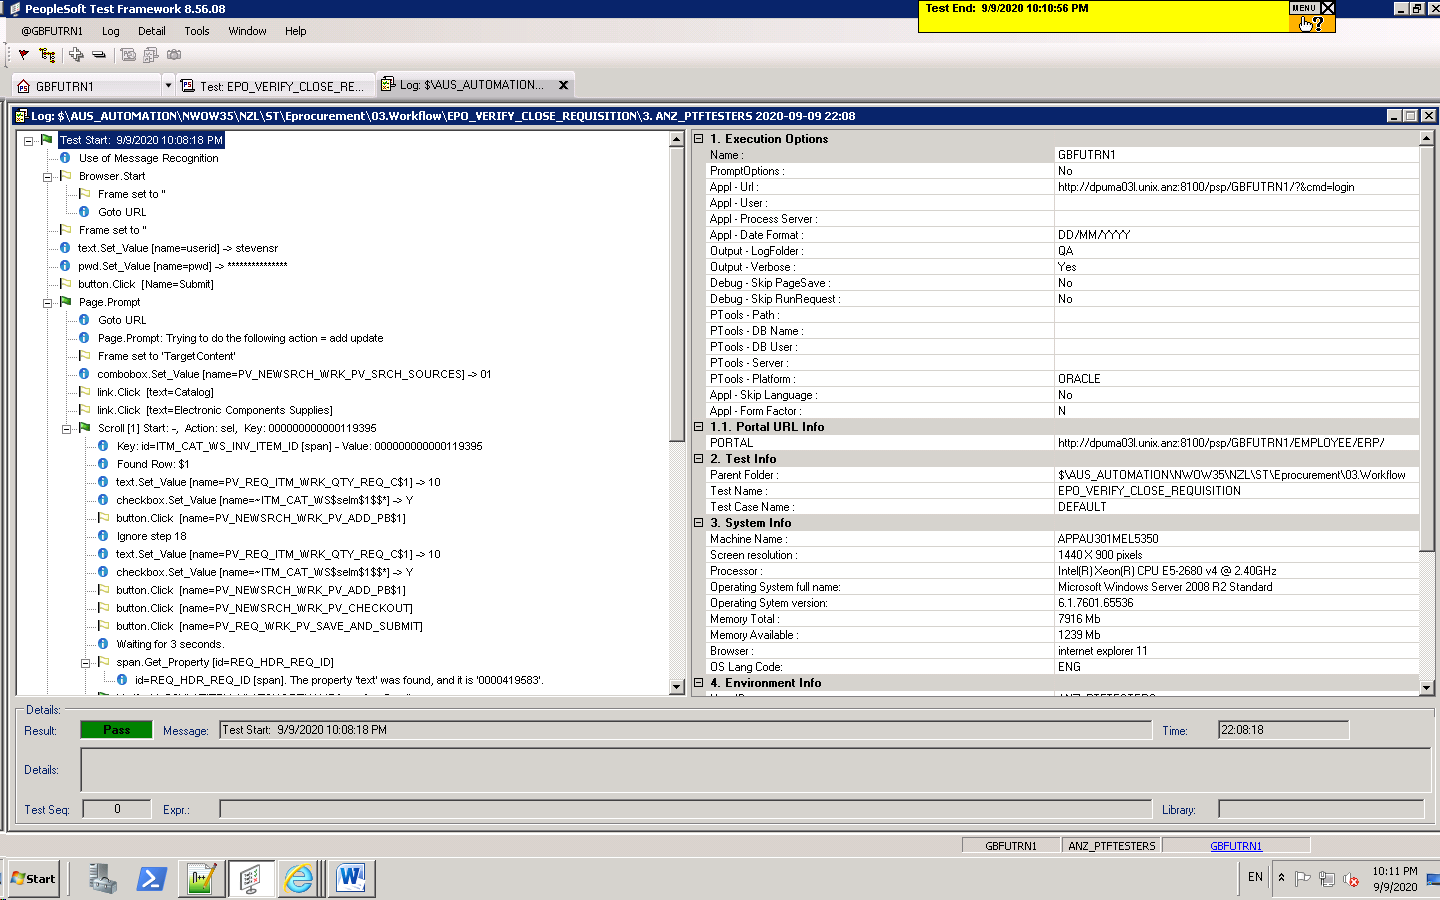 PeopleSoft Test Framework 8.56.08
Test End:  9/9/2020 10:10:56 PM
MENU
@GBFUTRN1 Log Detail Tools Window Help
GBFUTRN1
Test: EPO_VERIFY_CLOSE_RE...
Log: $\AUS_AUTOMATION...
Log: $\AUS_AUTOMATION\NWOW35\NZL\ST\Eprocurement\03.Workflow\EPO_VERIFY_CLOSE_REQUISITION\3. ANZ_PTFTESTERS 2020-09-09 22:08
Test Start:  9/9/2020 10:08:18 PM
Use of Message Recognition
Browser.Start
Frame set to ''
Goto URL
Frame set to ''
text.Set_Value [name=userid] -> stevensr
pwd.Set_Value [name=pwd] -> **************
button.Click  [Name=Submit]
Page.Prompt
Goto URL
Page.Prompt: Trying to do the following action = add update
Frame set to 'TargetContent'
combobox.Set_Value [name=PV_NEWSRCH_WRK_PV_SRCH_SOURCES] -> 01
link.Click  [text=Catalog]
link.Click  [text=Electronic Components Supplies]
Scroll [1] Start: -,  Action: sel,  Key: 000000000000119395
Key: id=ITM_CAT_WS_INV_ITEM_ID [span] - Value: 000000000000119395
Found Row: $1
text.Set_Value [name=PV_REQ_ITM_WRK_QTY_REQ_C$1] -> 10
checkbox.Set_Value [name=~ITM_CAT_WS$selm$1$$*] -> Y
button.Click  [name=PV_NEWSRCH_WRK_PV_ADD_PB$1]
Ignore step 18
text.Set_Value [name=PV_REQ_ITM_WRK_QTY_REQ_C$1] -> 10
checkbox.Set_Value [name=~ITM_CAT_WS$selm$1$$*] -> Y
button.Click  [name=PV_NEWSRCH_WRK_PV_ADD_PB$1]
button.Click  [name=PV_NEWSRCH_WRK_PV_CHECKOUT]
button.Click  [name=PV_REQ_WRK_PV_SAVE_AND_SUBMIT]
Waiting for 3 seconds.
span.Get_Property [id=REQ_HDR_REQ_ID]
id=REQ_HDR_REQ_ID [span]. The property 'text' was found, and it is '0000419583'.
1. Execution Options
Name : GBFUTRN1
PromptOptions : No
Appl - Url : http://dpuma03l.unix.anz:8100/psp/GBFUTRN1/?&cmd=login
Appl - User :
Appl - Process Server :
Appl - Date Format : DD/MM/YYYY
Output - LogFolder : QA
Output - Verbose : Yes
Debug - Skip PageSave : No
Debug - Skip RunRequest : No
PTools - Path :
PTools - DB Name :
PTools - DB User :
PTools - Server :
PTools - Platform : ORACLE
Appl - Skip Language : No
Appl - Form Factor : N
1.1. Portal URL Info
PORTAL http://dpuma03l.unix.anz:8100/psp/GBFUTRN1/EMPLOYEE/ERP/
2. Test Info
Parent Folder : $\AUS_AUTOMATION\NWOW35\NZL\ST\Eprocurement\03.Workflow
Test Name : EPO_VERIFY_CLOSE_REQUISITION
Test Case Name : DEFAULT
3. System Info
Machine Name : APPAU301MEL5350
Screen resolution : 1440 X 900 pixels
Processor : Intel(R) Xeon(R) CPU E5-2680 v4 @ 2.40GHz
Operating System full name: Microsoft Windows Server 2008 R2 Standard
Operating Sytem version: 6.1.7601.65536
Memory Total : 7916 Mb
Memory Available : 1239 Mb
Browser : internet explorer 11
OS Lang Code: ENG
4. Environment Info
Details:
Result: Pass Message: Test Start:  9/9/2020 10:08:18 PM Time: 22:08:18
Details:
Test Seq: 0 Expr.: Library:
GBFUTRN1 ANZ_PTFTESTERS GBFUTRN1
Start
EN
10:11 PM
9/9/2020